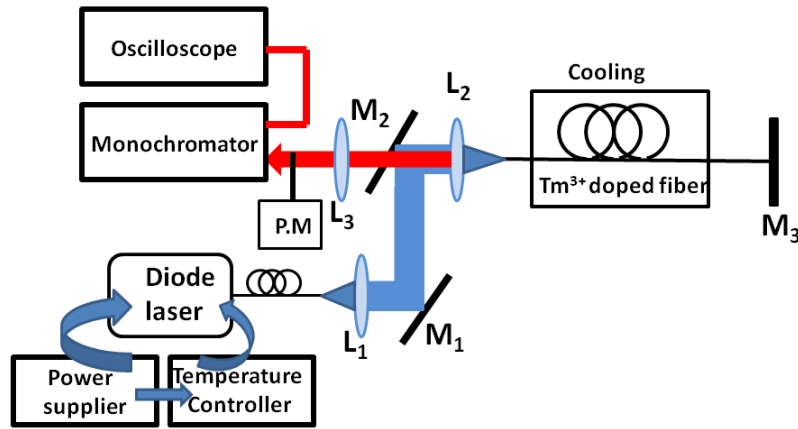 Oscilloscope
Cooling
L₂
M₂
Monochromator
Tm³⁺ doped fiber
L₃
P.M
M₃
Diode
laser
L₁
M₁
Power
supplier
Temperature
Controller